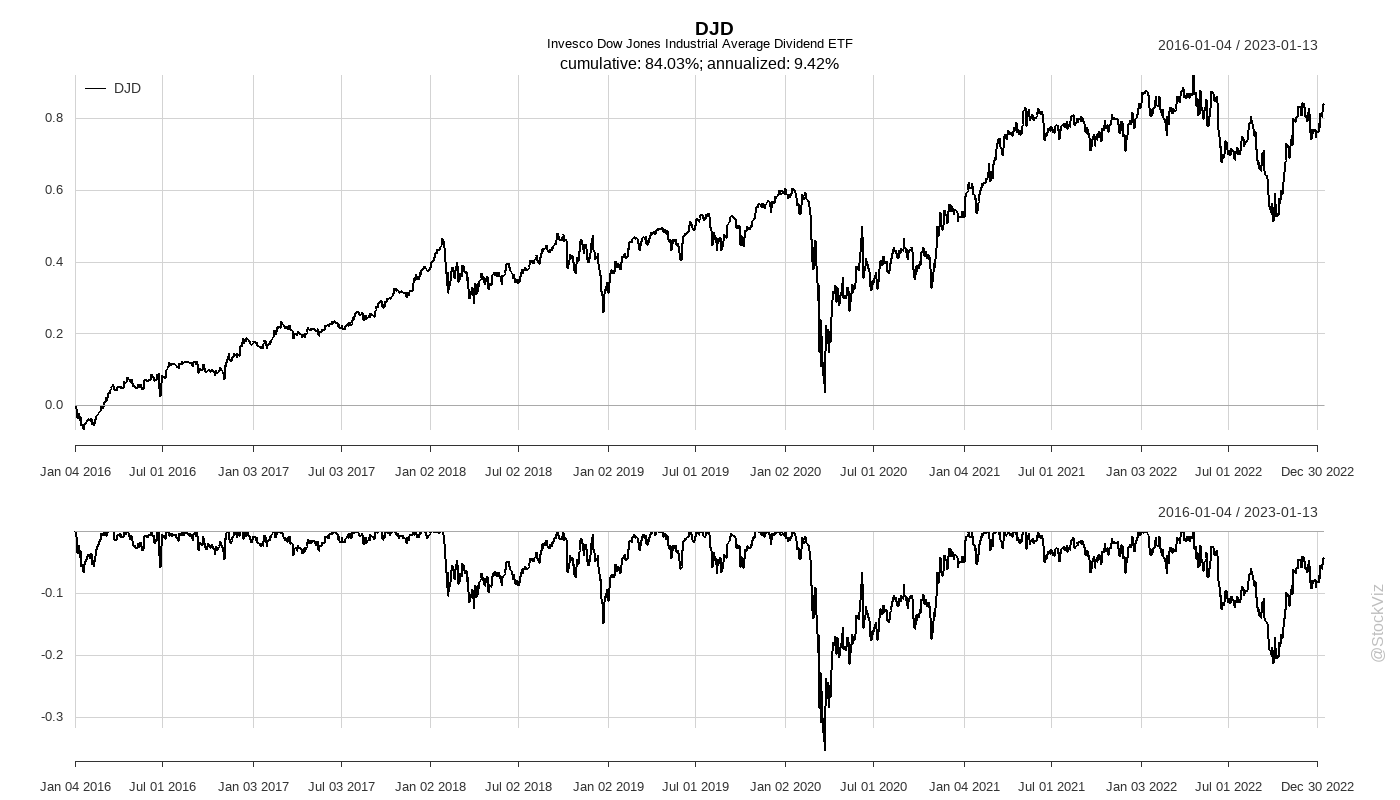 DJD
Invesco Dow Jones Industrial Average Dividend ETF
2016-01-04 / 2023-01-13
cumulative: 84.03%; annualized: 9.42%
DJD
0.8
0.6
0.4
0.2
0.0
Jan 04 2016 Jul 01 2016 Jan 03 2017 Jul 03 2017 Jan 02 2018 Jul 02 2018 Jan 02 2019 Jul 01 2019 Jan 02 2020 Jul 01 2020 Jan 04 2021 Jul 01 2021 Jan 03 2022 Jul 01 2022 Dec 30 2022
2016-01-04 / 2023-01-13
-0.1
-0.2
-0.3
Jan 04 2016 Jul 01 2016 Jan 03 2017 Jul 03 2017 Jan 02 2018 Jul 02 2018 Jan 02 2019 Jul 01 2019 Jan 02 2020 Jul 01 2020 Jan 04 2021 Jul 01 2021 Jan 03 2022 Jul 01 2022 Dec 30 2022
@StockViz